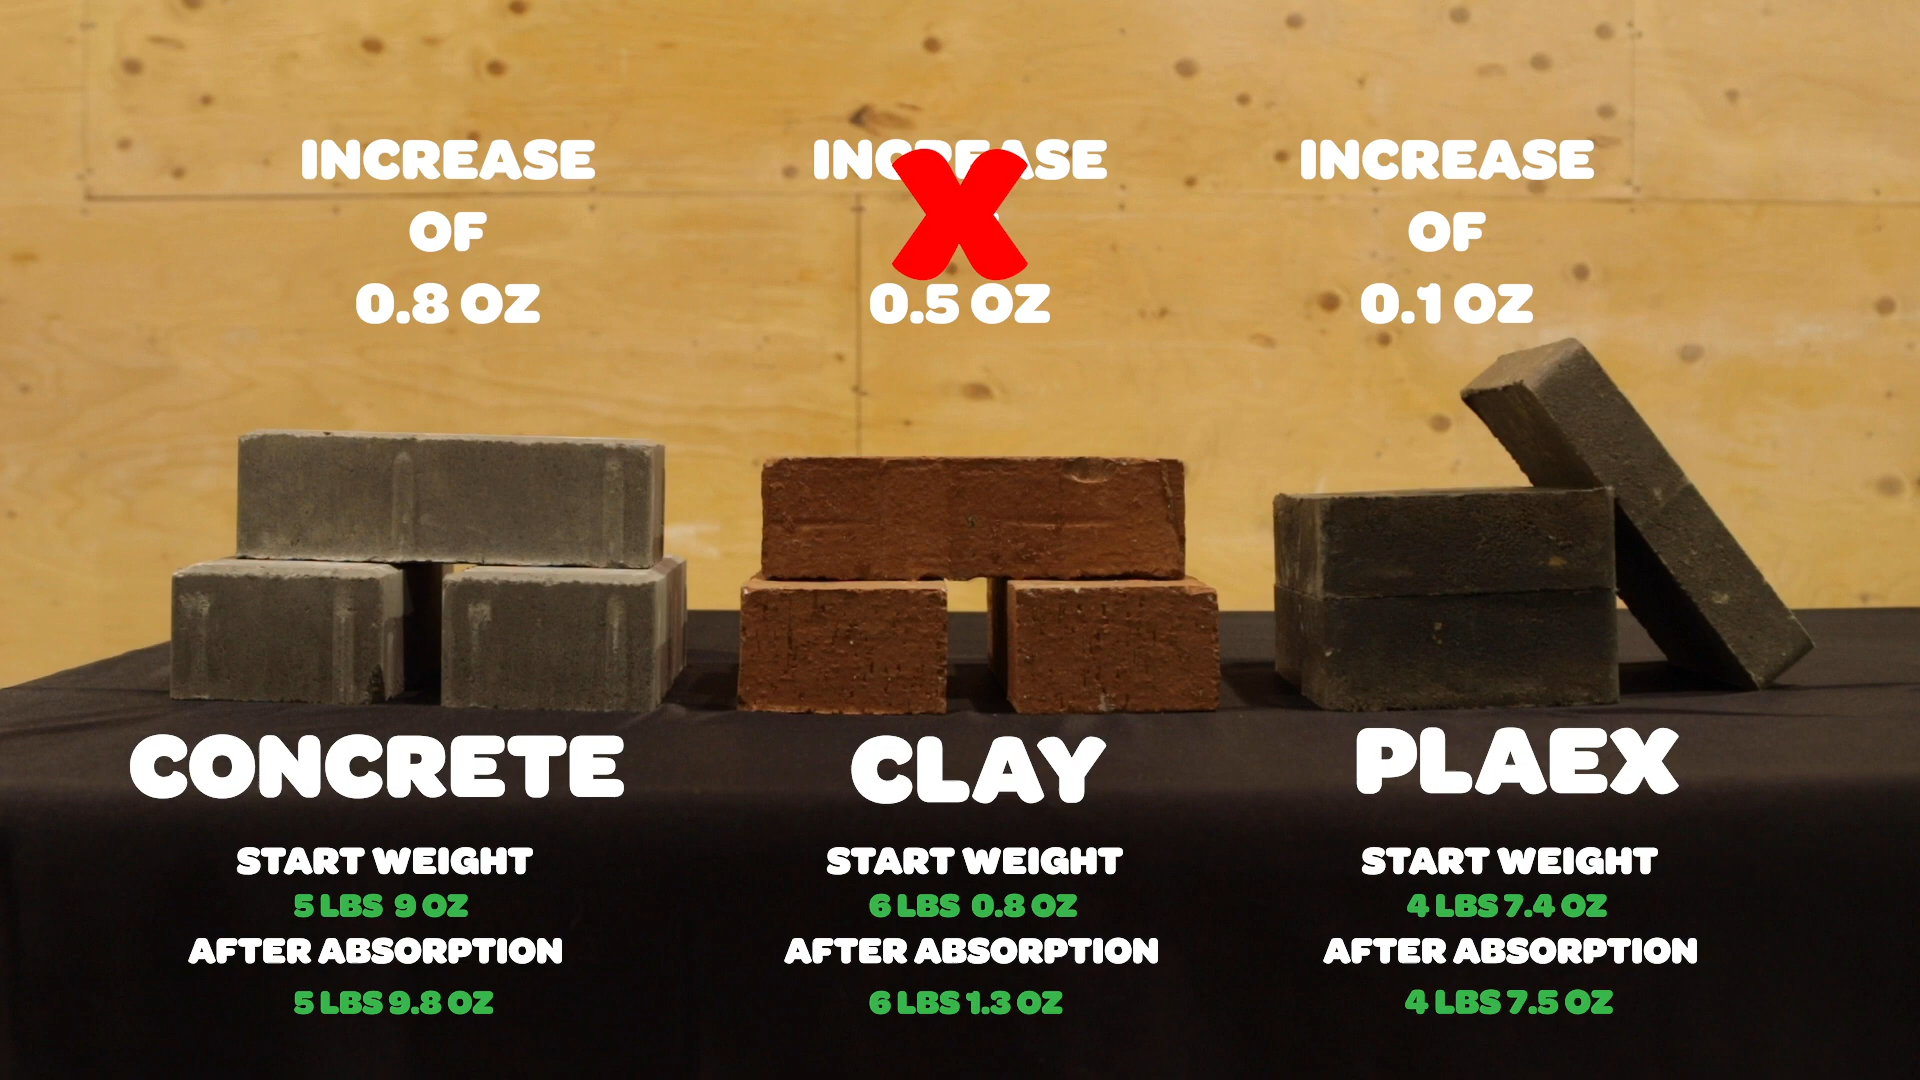 INCREASE
OF
0.8 OZ
INCREASE
0.5 OZ
INCREASE
OF
0.1 OZ
CONCRETE
START WEIGHT
5 LBS 9 OZ
AFTER ABSORPTION
5 LBS 9.8 OZ
CLAY
START WEIGHT
6 LBS 0.8 OZ
AFTER ABSORPTION
6 LBS 1.3 OZ
PLAEX
START WEIGHT
4 LBS 7.4 OZ
AFTER ABSORPTION
4 LBS 7.5 OZ